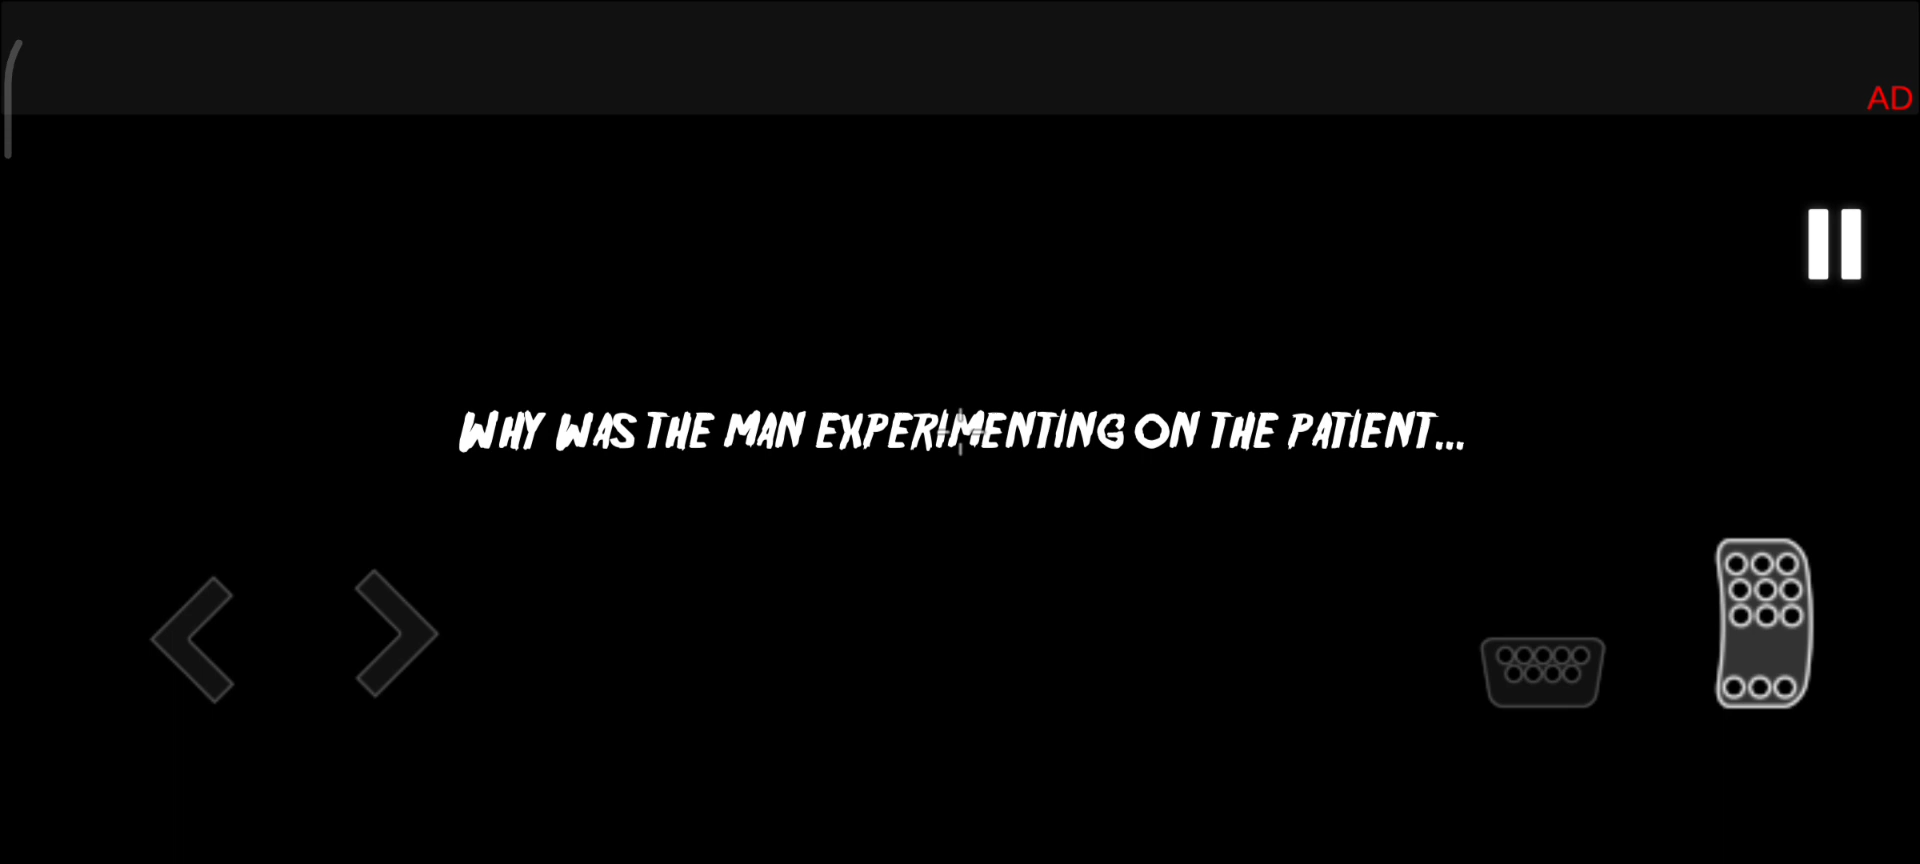 AD
WHY WAS THE MAN EXPERIMENTING ON THE PATIENT...